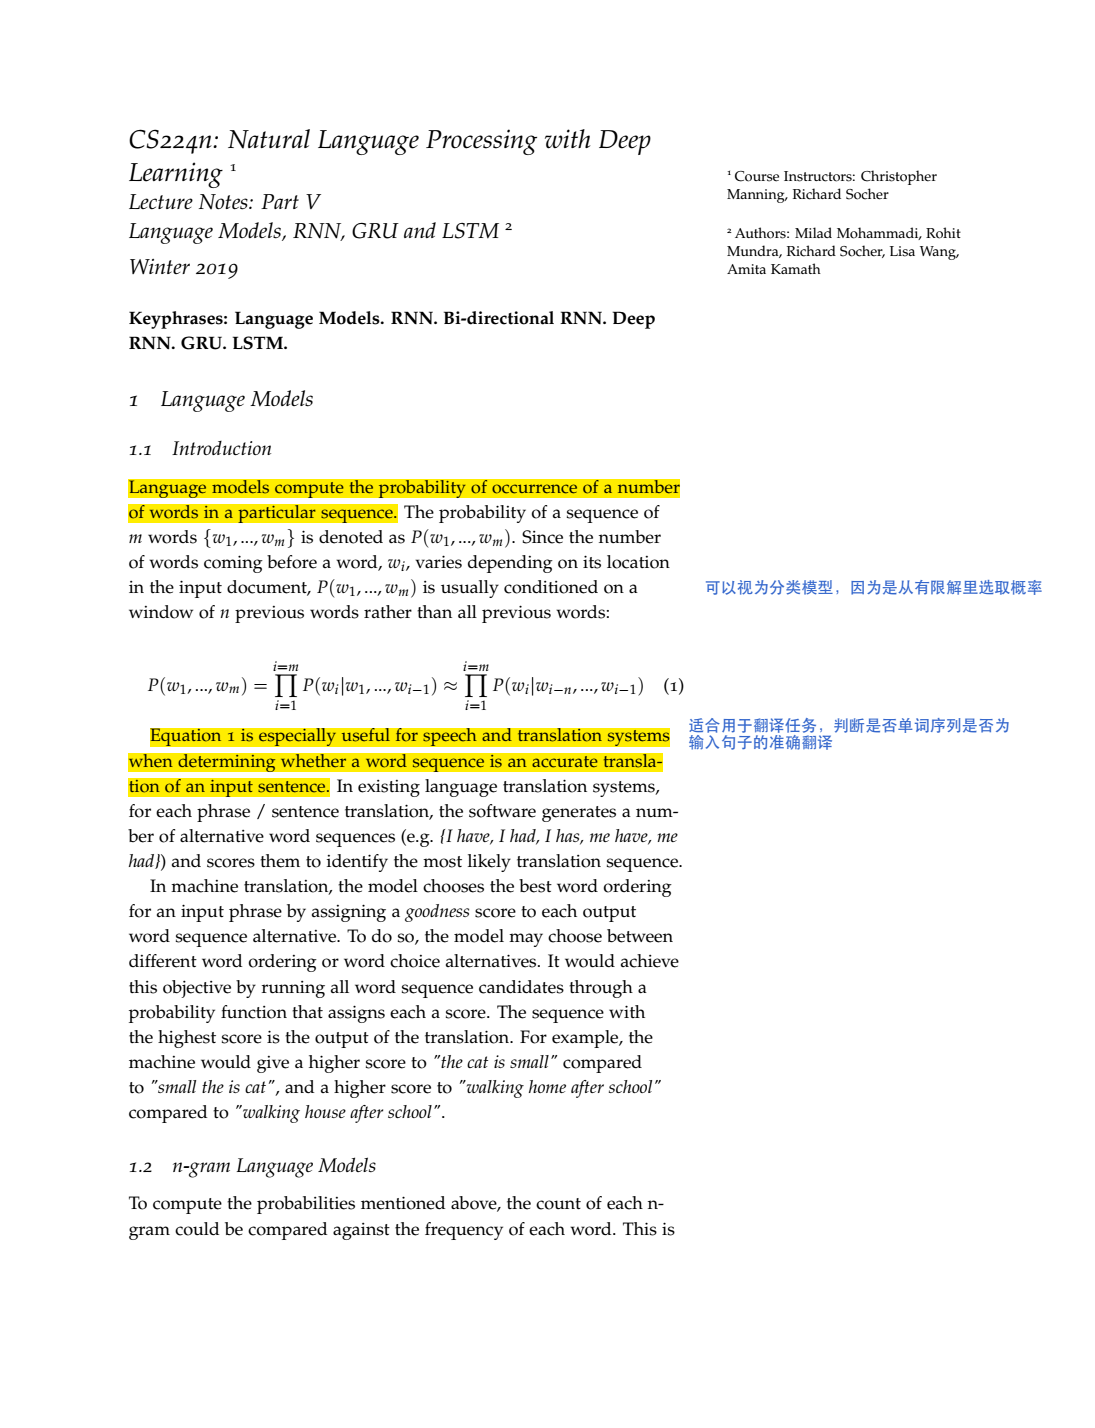 CS224n: Natural Language Processing with Deep
Learning ¹
Lecture Notes: Part V
Language Models, RNN, GRU and LSTM ²
Winter 2019
¹ Course Instructors: Christopher
Manning, Richard Socher
² Authors: Milad Mohammadi, Rohit
Mundra, Richard Socher, Lisa Wang,
Amita Kamath
Keyphrases: Language Models. RNN. Bi-directional RNN. Deep
RNN. GRU. LSTM.
1 Language Models
1.1 Introduction
Language models compute the probability of occurrence of a number
of words in a particular sequence. The probability of a sequence of
m words {w₁, ..., wₘ} is denoted as P(w₁, ..., wₘ). Since the number
of words coming before a word, wᵢ, varies depending on its location
in the input document, P(w₁, ..., wₘ) is usually conditioned on a
window of n previous words rather than all previous words:
可以视为分类模型，因为是从有限解里选取概率
P(w₁, ..., wₘ) = ∏_{i=1}^{i=m} P(wᵢ|w₁, ..., wᵢ₋₁) ≈ ∏_{i=1}^{i=m} P(wᵢ|wᵢ₋ₙ, ..., wᵢ₋₁) (1)
Equation 1 is especially useful for speech and translation systems
when determining whether a word sequence is an accurate transla-
tion of an input sentence. In existing language translation systems,
for each phrase / sentence translation, the software generates a num-
ber of alternative word sequences (e.g. {I have, I had, I has, me have, me
had}) and scores them to identify the most likely translation sequence.
适合用于翻译任务，判断是否单词序列是否为
输入句子的准确翻译
In machine translation, the model chooses the best word ordering
for an input phrase by assigning a goodness score to each output
word sequence alternative. To do so, the model may choose between
different word ordering or word choice alternatives. It would achieve
this objective by running all word sequence candidates through a
probability function that assigns each a score. The sequence with
the highest score is the output of the translation. For example, the
machine would give a higher score to "the cat is small" compared
to "small the is cat", and a higher score to "walking home after school"
compared to "walking house after school".
1.2 n-gram Language Models
To compute the probabilities mentioned above, the count of each n-
gram could be compared against the frequency of each word. This is